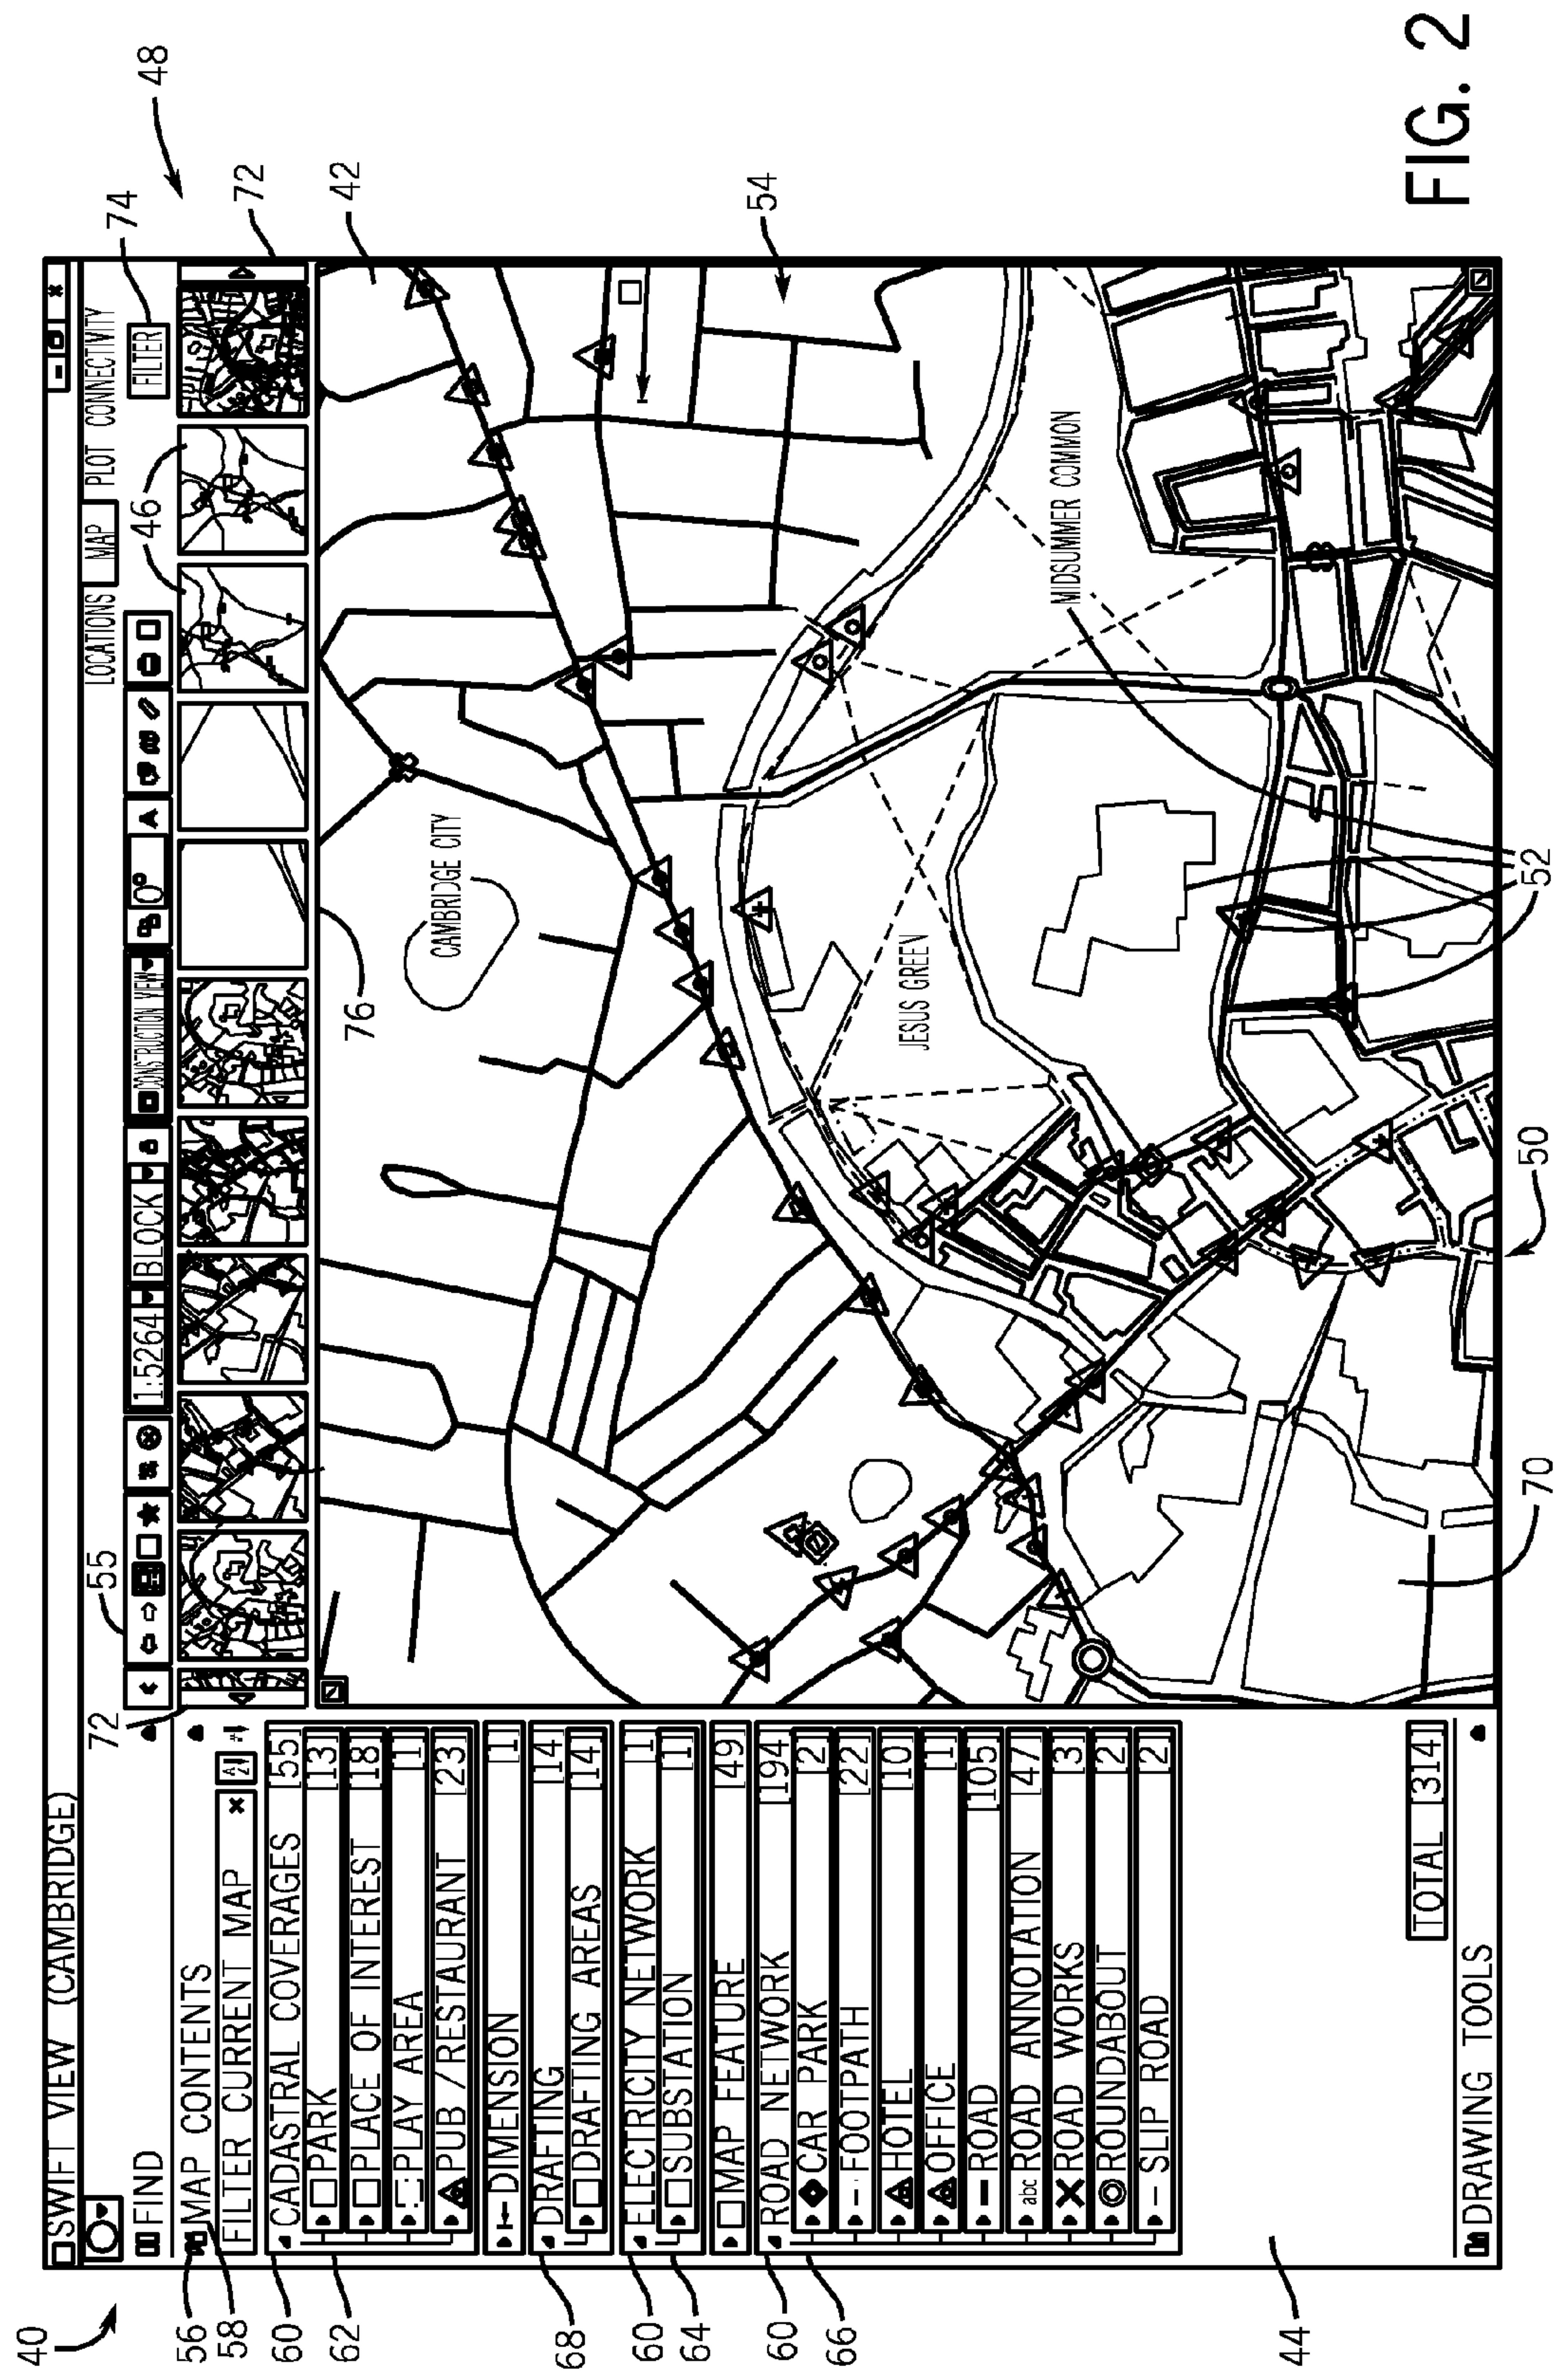 40
48
SWIFT VIEW (CAMBRIDGE)
FIND
56
MAP CONTENTS
58
FILTER CURRENT MAP
60
CADASTRAL COVERAGES [55]
62
PARK [13]
PLACE OF INTEREST [18]
PLAY AREA [1]
PUB /RESTAURANT [23]
DIMENSION [1]
68
DRAFTING [14]
DRAFTING AREAS [14]
60
ELECTRICITY NETWORK [1]
64
SUBSTATION [1]
MAP FEATURE [49]
60
ROAD NETWORK [194]
66
CAR PARK [2]
FOOTPATH [22]
HOTEL [10]
OFFICE [1]
ROAD [105]
abc ROAD ANNOTATION [47]
ROAD WORKS [3]
ROUNDABOUT [2]
SLIP ROAD [2]
44
TOTAL [314]
DRAWING TOOLS
LOCATIONS MAP PLOT CONNECTIVITY
55
1:5264 BLOCK CONSTRUCTION VIEW 0°
FILTER
74
72
46
72
76
42
CAMBRIDGE CITY
54
JESUS GREEN
MIDSUMMER COMMON
70
50
52
FIG. 2